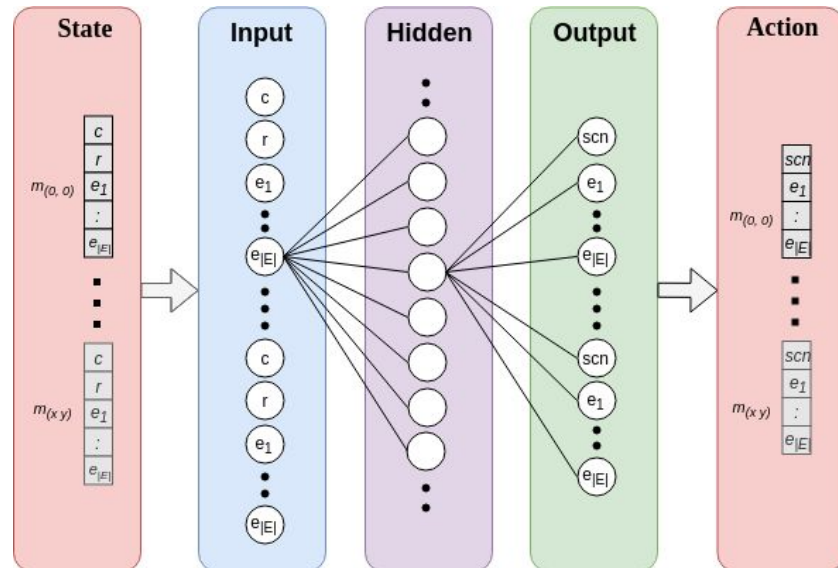 State
c
r
e1
:
e|E|
m(0, 0)
c
r
e1
:
e|E|
m(x y)
Input
c
r
e1
e|E|
c
r
e1
e|E|
Hidden
Output
scn
e1
e|E|
scn
e1
e|E|
Action
scn
e1
:
e|E|
m(0, 0)
scn
e1
:
e|E|
m(x y)